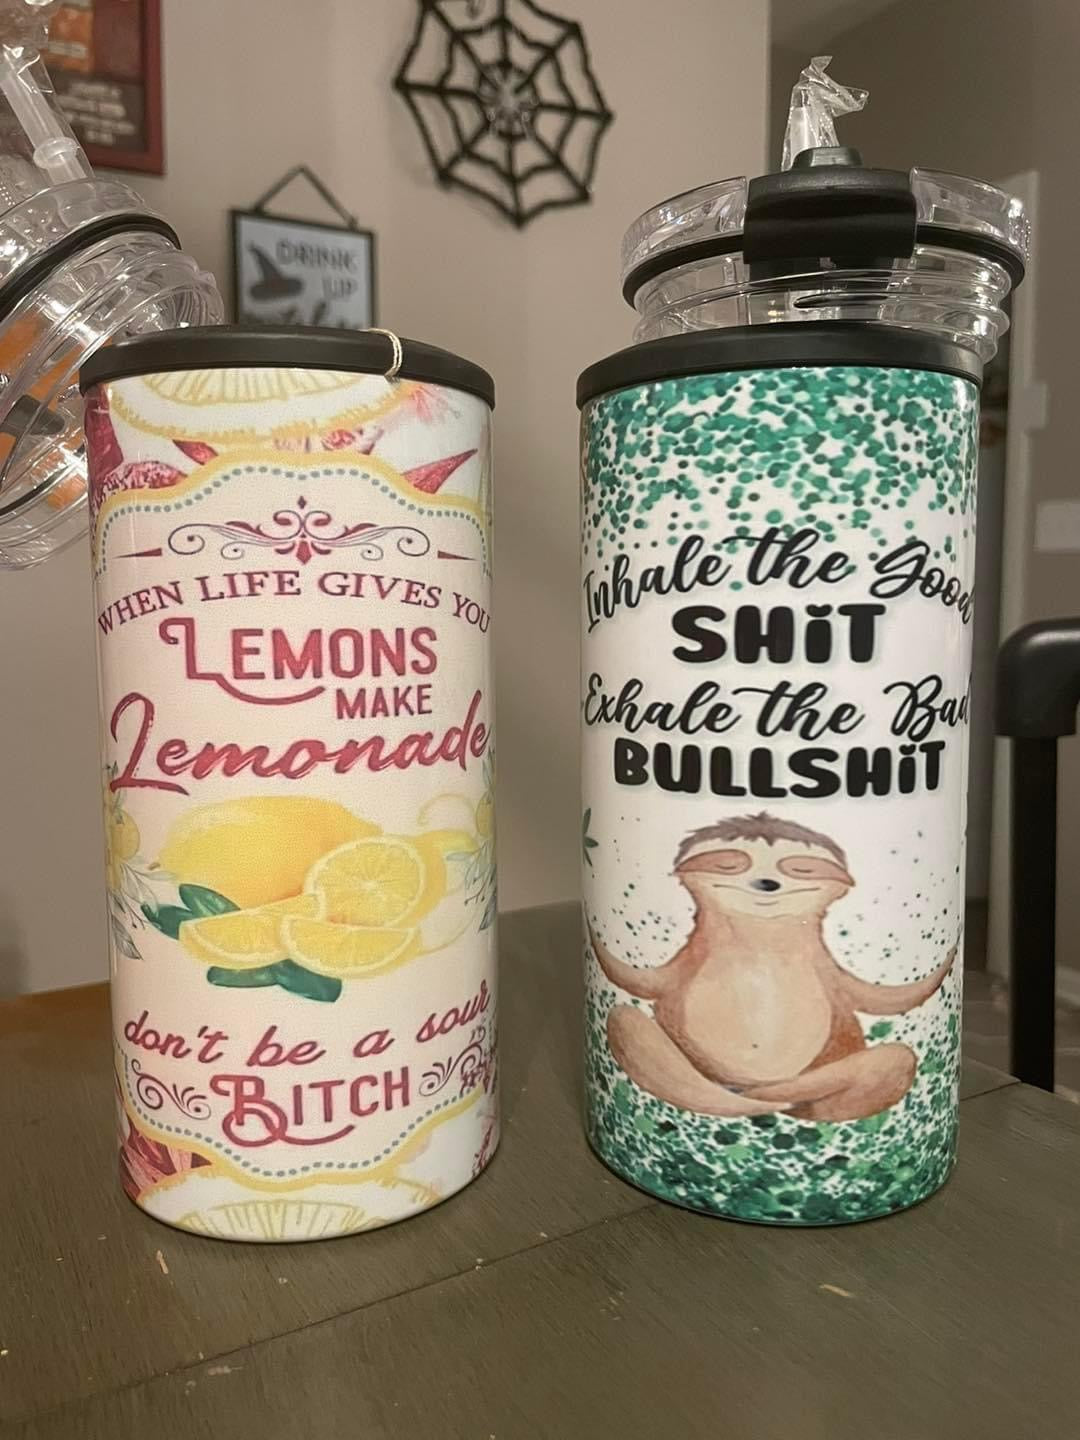 DRINK
UP
WHEN LIFE GIVES YOU
LEMONS
MAKE
Lemonade
don't be a sour
BITCH
Inhale the Good
SHiT
Exhale the Bad
BULLSHiT